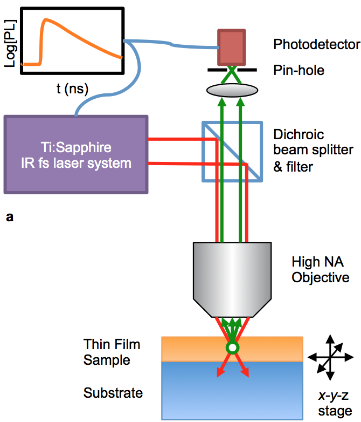 Log[PL]
t (ns)
Photodetector
Pin-hole
Ti:Sapphire
IR fs laser system
Dichroic
beam splitter
& filter
a
High NA
Objective
Thin Film
Sample
Substrate
x-y-z
stage